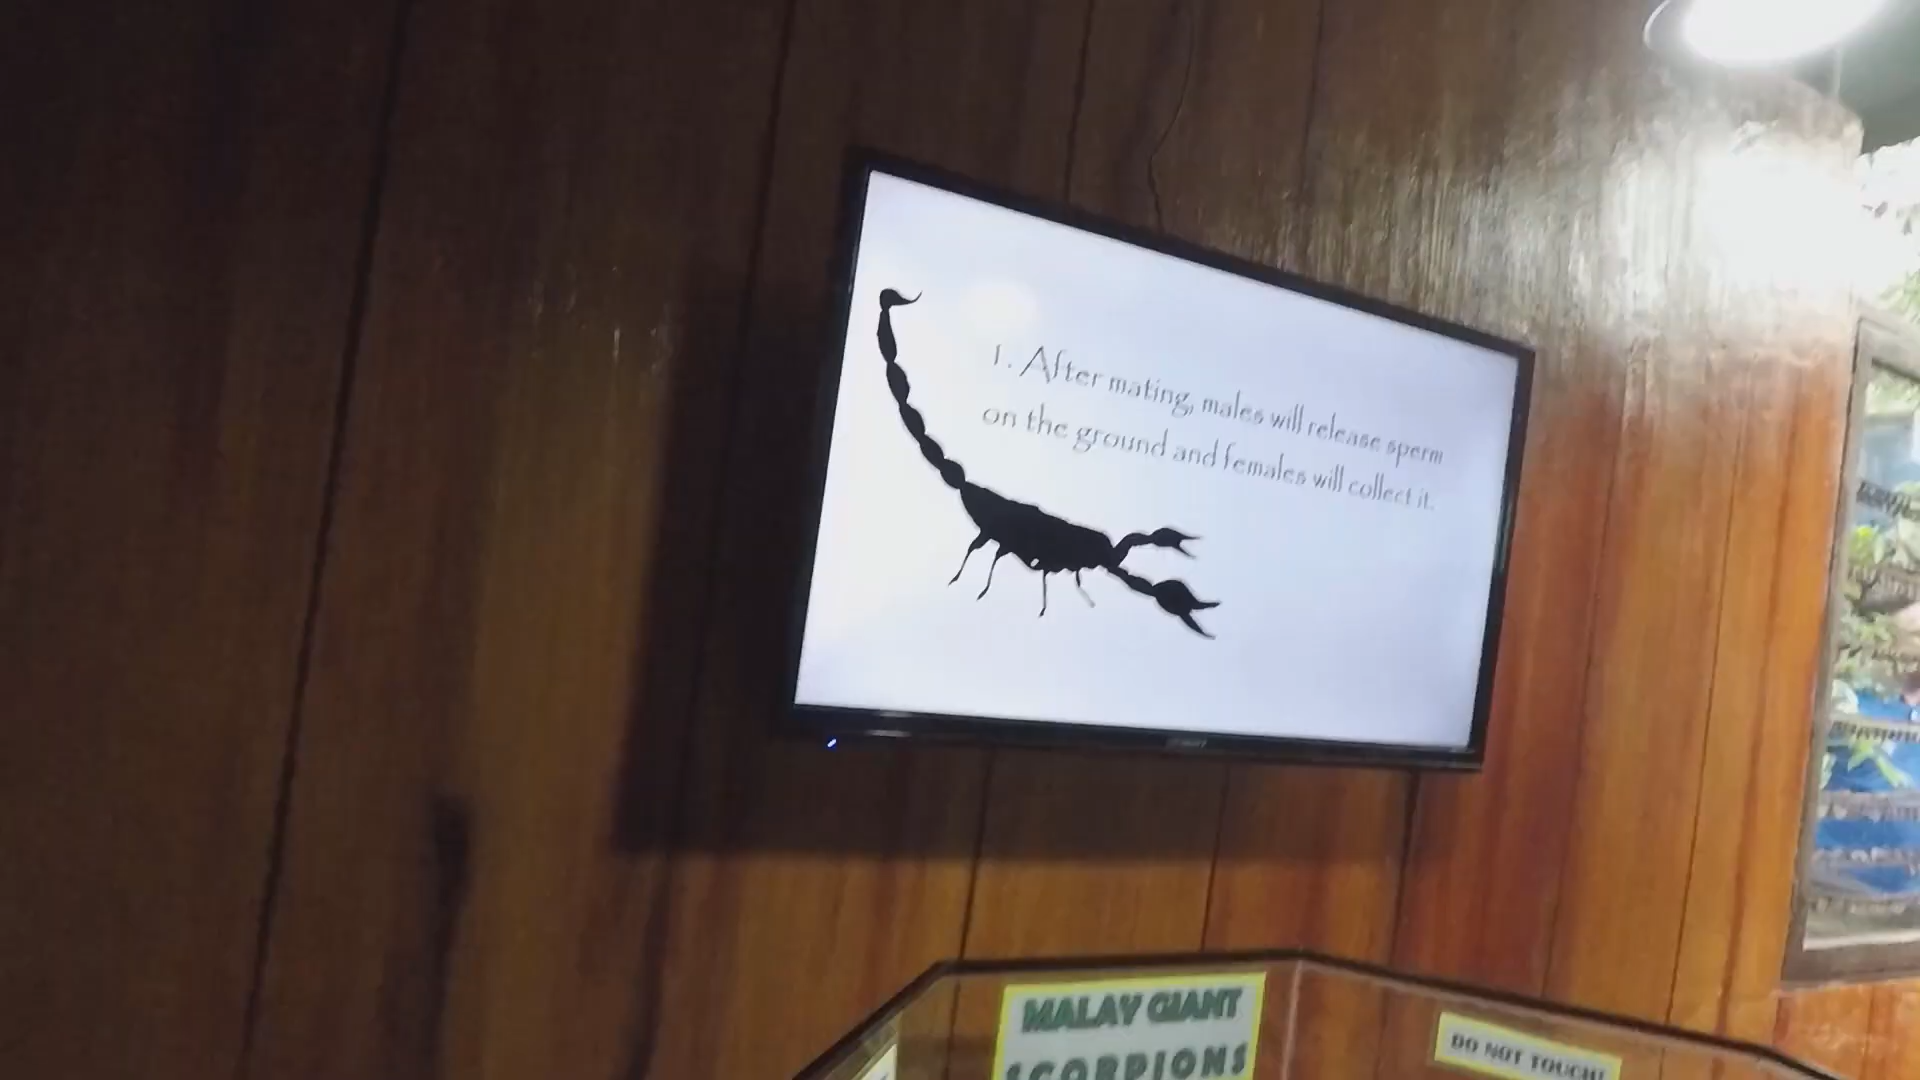 1. After mating, males will release sperm
on the ground and females will collect it.
MALAY GIANT
SCORPIONS
DO NOT TOUCH!